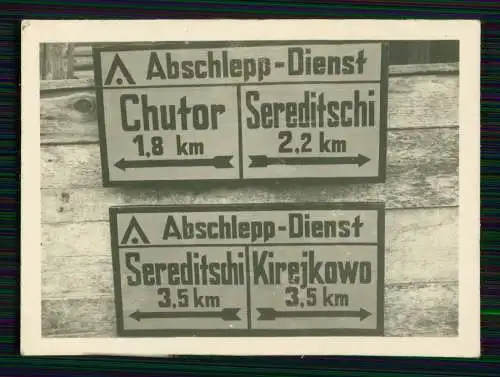 Abschlepp-Dienst
Chutor Sereditschi
1,8 km 2,2 km
Abschlepp-Dienst
Sereditschi Kirejkowo
3,5 km 3,5 km